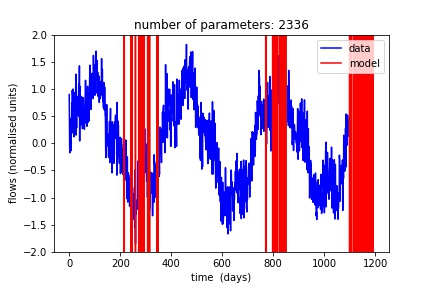 number of parameters: 2336
data
model
flows (normalised units)
2.0
1.5
1.0
0.5
0.0
−0.5
−1.0
−1.5
−2.0
0 200 400 600 800 1000 1200
time (days)